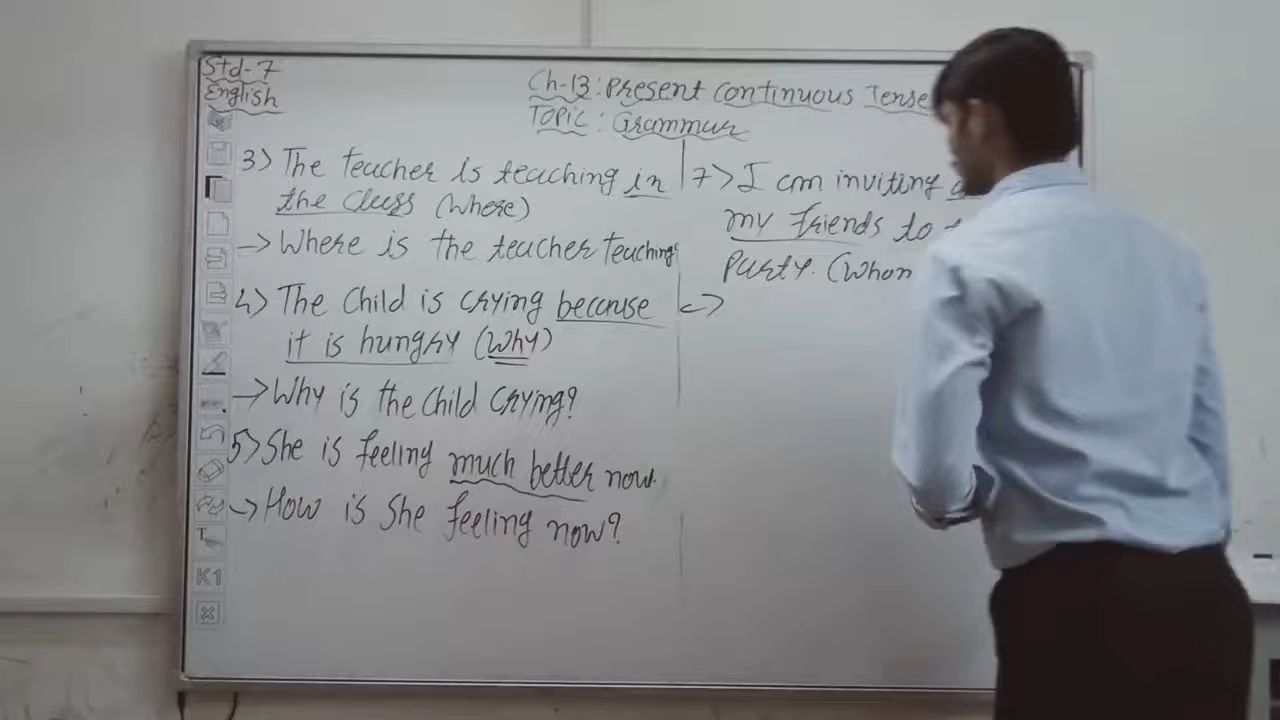 Std-7
English
Ch-13: Present Continuous Tense
Topic: Grammar
3) The teacher is teaching in
the class (where)
→ Where is the teacher teaching?
4) The Child is crying because
it is hungry (Why)
→ Why is the Child Crying?
5) She is feeling much better now.
→ How is She feeling now?
7) I am inviting
my friends to
Party. (Whom
→
T
K1